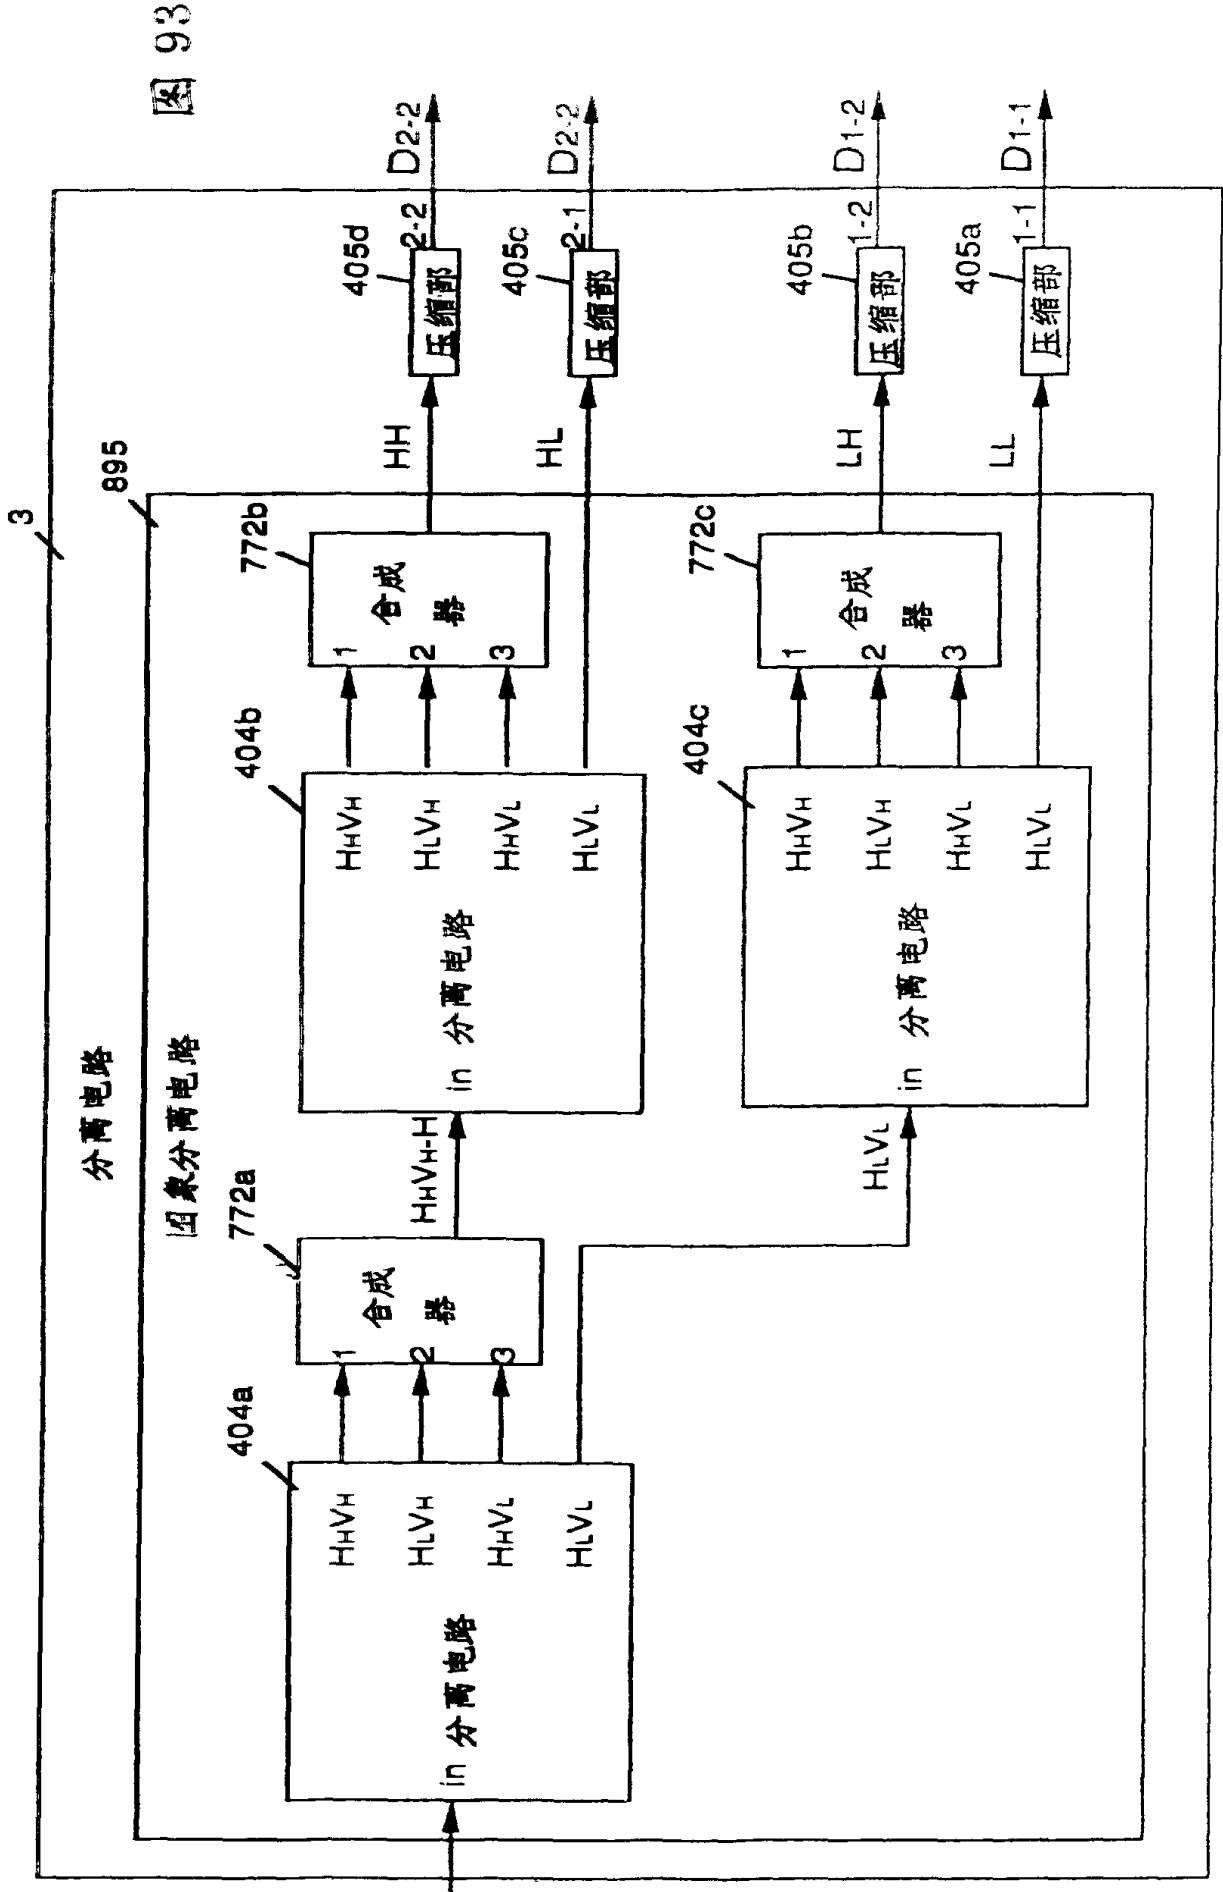 图 93
3
分离电路
895
图象分离电路
404a
in 分离电路
HHVH
HLVH
HHVL
HLVL
772a
1
2
3
合成
器
HHVH-H
404b
in 分离电路
HHVH
HLVH
HHVL
HLVL
772b
1
2
3
合成
器
HH
405d
压缩部
2-2
D2-2
HL
405c
压缩部
2-1
D2-2
HLVL
404c
in 分离电路
HHVH
HLVH
HHVL
HLVL
772c
1
2
3
合成
器
LH
405b
压缩部
1-2
D1-2
LL
405a
压缩部
1-1
D1-1